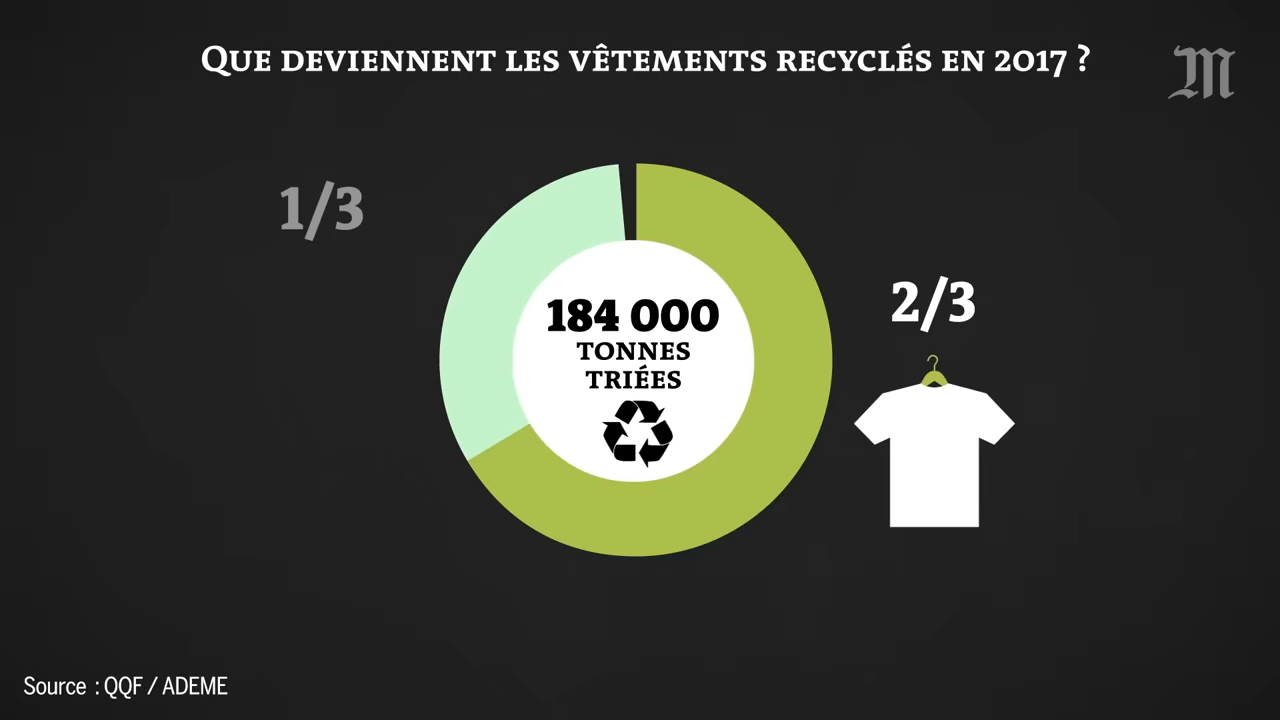 QUE DEVIENNENT LES VÊTEMENTS RECYCLÉS EN 2017 ?
M
1/3
184 000
TONNES
TRIÉES
2/3
Source : QQF / ADEME